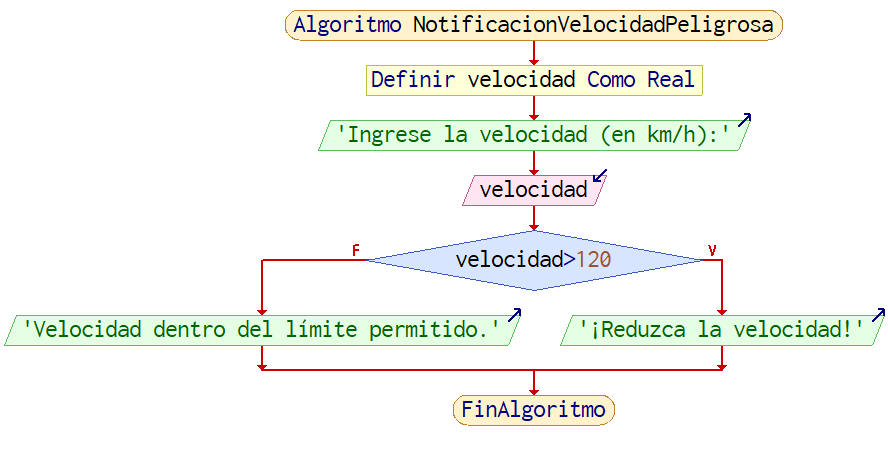 Algoritmo NotificacionVelocidadPeligrosa
Definir velocidad Como Real
'Ingrese la velocidad (en km/h):'
velocidad
F
velocidad>120
V
'Velocidad dentro del límite permitido.'
'¡Reduzca la velocidad!'
FinAlgoritmo